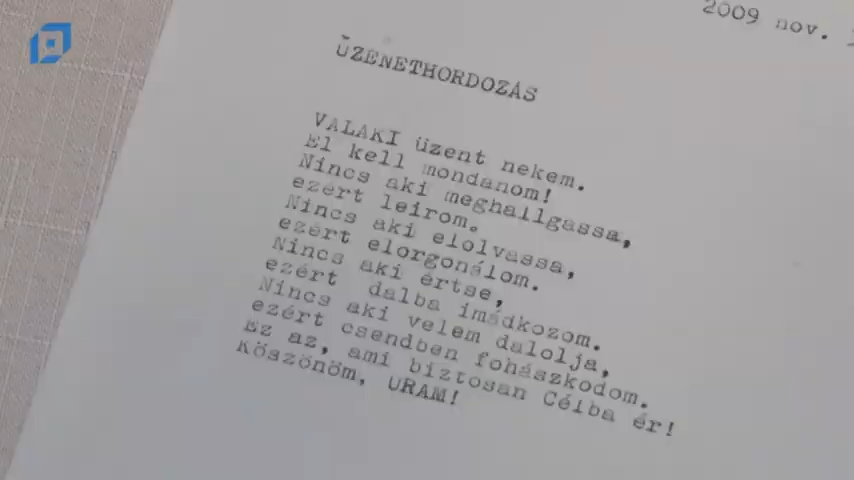 2009 nov.
ÜZENETHORDOZÁS
VALAKI üzent nekem.
El kell mondanom!
Nincs aki meghallgassa,
ezért leirom.
Nincs aki elolvassa,
ezért elorgonálom.
Nincs aki értse,
ezért dalba imádkozom.
Nincs aki velem dalolja,
ezért csendben fohászkodom.
Ez az, ami biztosan Célba ér!
Köszönöm, URAM!